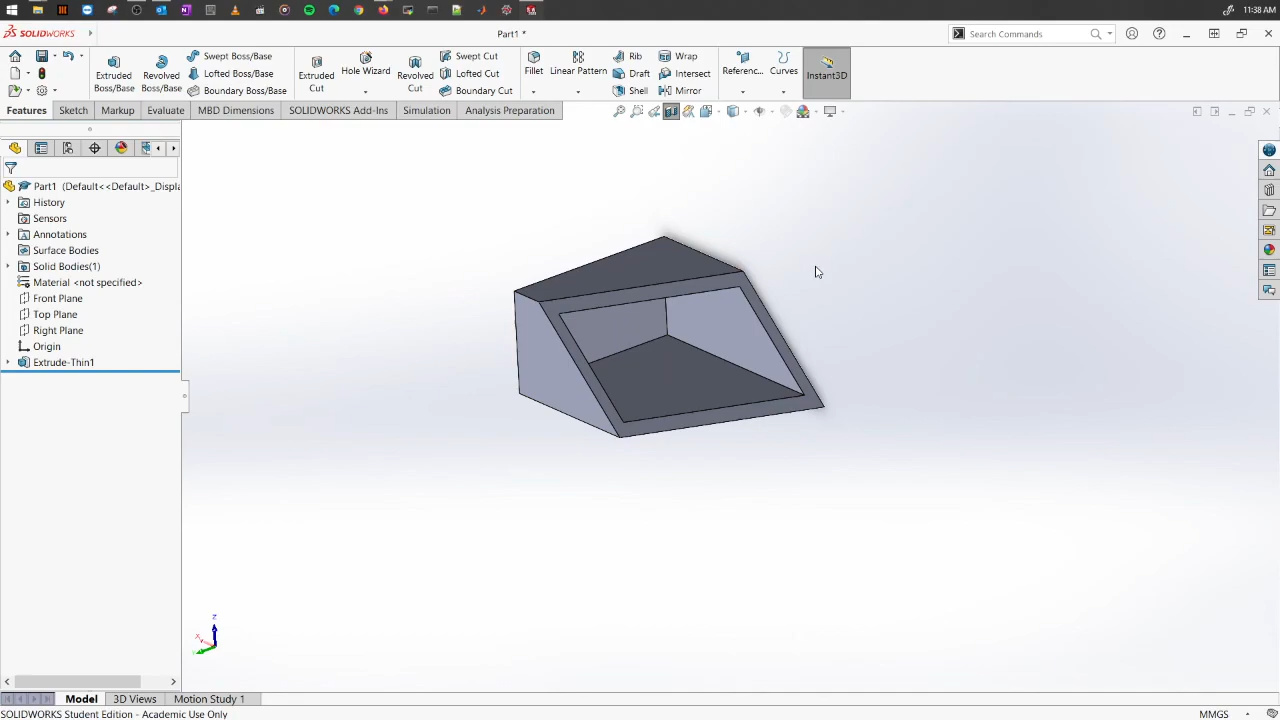 11:38 AM
SOLIDWORKS
Part1 *
Search Commands
Extruded Boss/Base
Revolved Boss/Base
Swept Boss/Base
Lofted Boss/Base
Boundary Boss/Base
Extruded Cut
Hole Wizard
Revolved Cut
Swept Cut
Lofted Cut
Boundary Cut
Fillet
Linear Pattern
Rib
Draft
Shell
Wrap
Intersect
Mirror
Referenc...
Curves
Instant3D
Features
Sketch
Markup
Evaluate
MBD Dimensions
SOLIDWORKS Add-Ins
Simulation
Analysis Preparation
Part1 (Default<<Default>_Displa
History
Sensors
Annotations
Surface Bodies
Solid Bodies(1)
Material <not specified>
Front Plane
Top Plane
Right Plane
Origin
Extrude-Thin1
Z
X
Model
3D Views
Motion Study 1
SOLIDWORKS Student Edition - Academic Use Only
MMGS